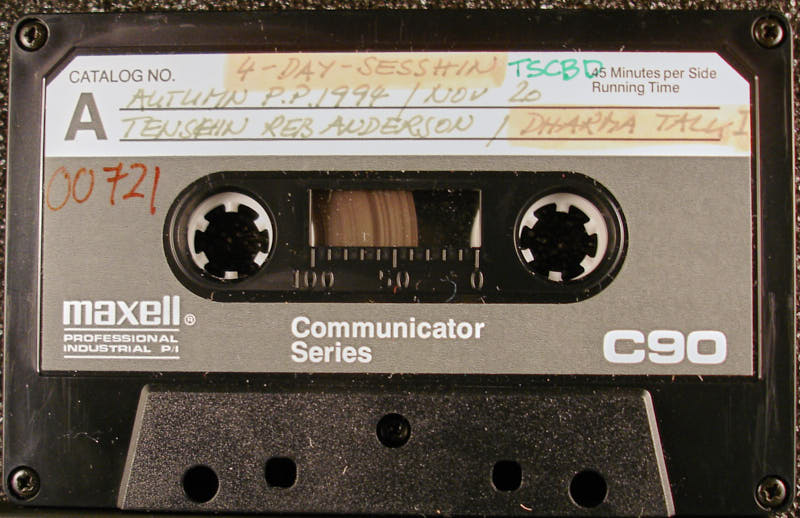 CATALOG NO. 4-DAY-SESSHIN TSCBD 45 Minutes per Side
Running Time
A AUTUMN P.P. 1994 / NOV 20
TENSHIN REB ANDERSON / DHARMA TALK I
00721
100 50 0
maxell®
PROFESSIONAL
INDUSTRIAL P/I
Communicator
Series
C90